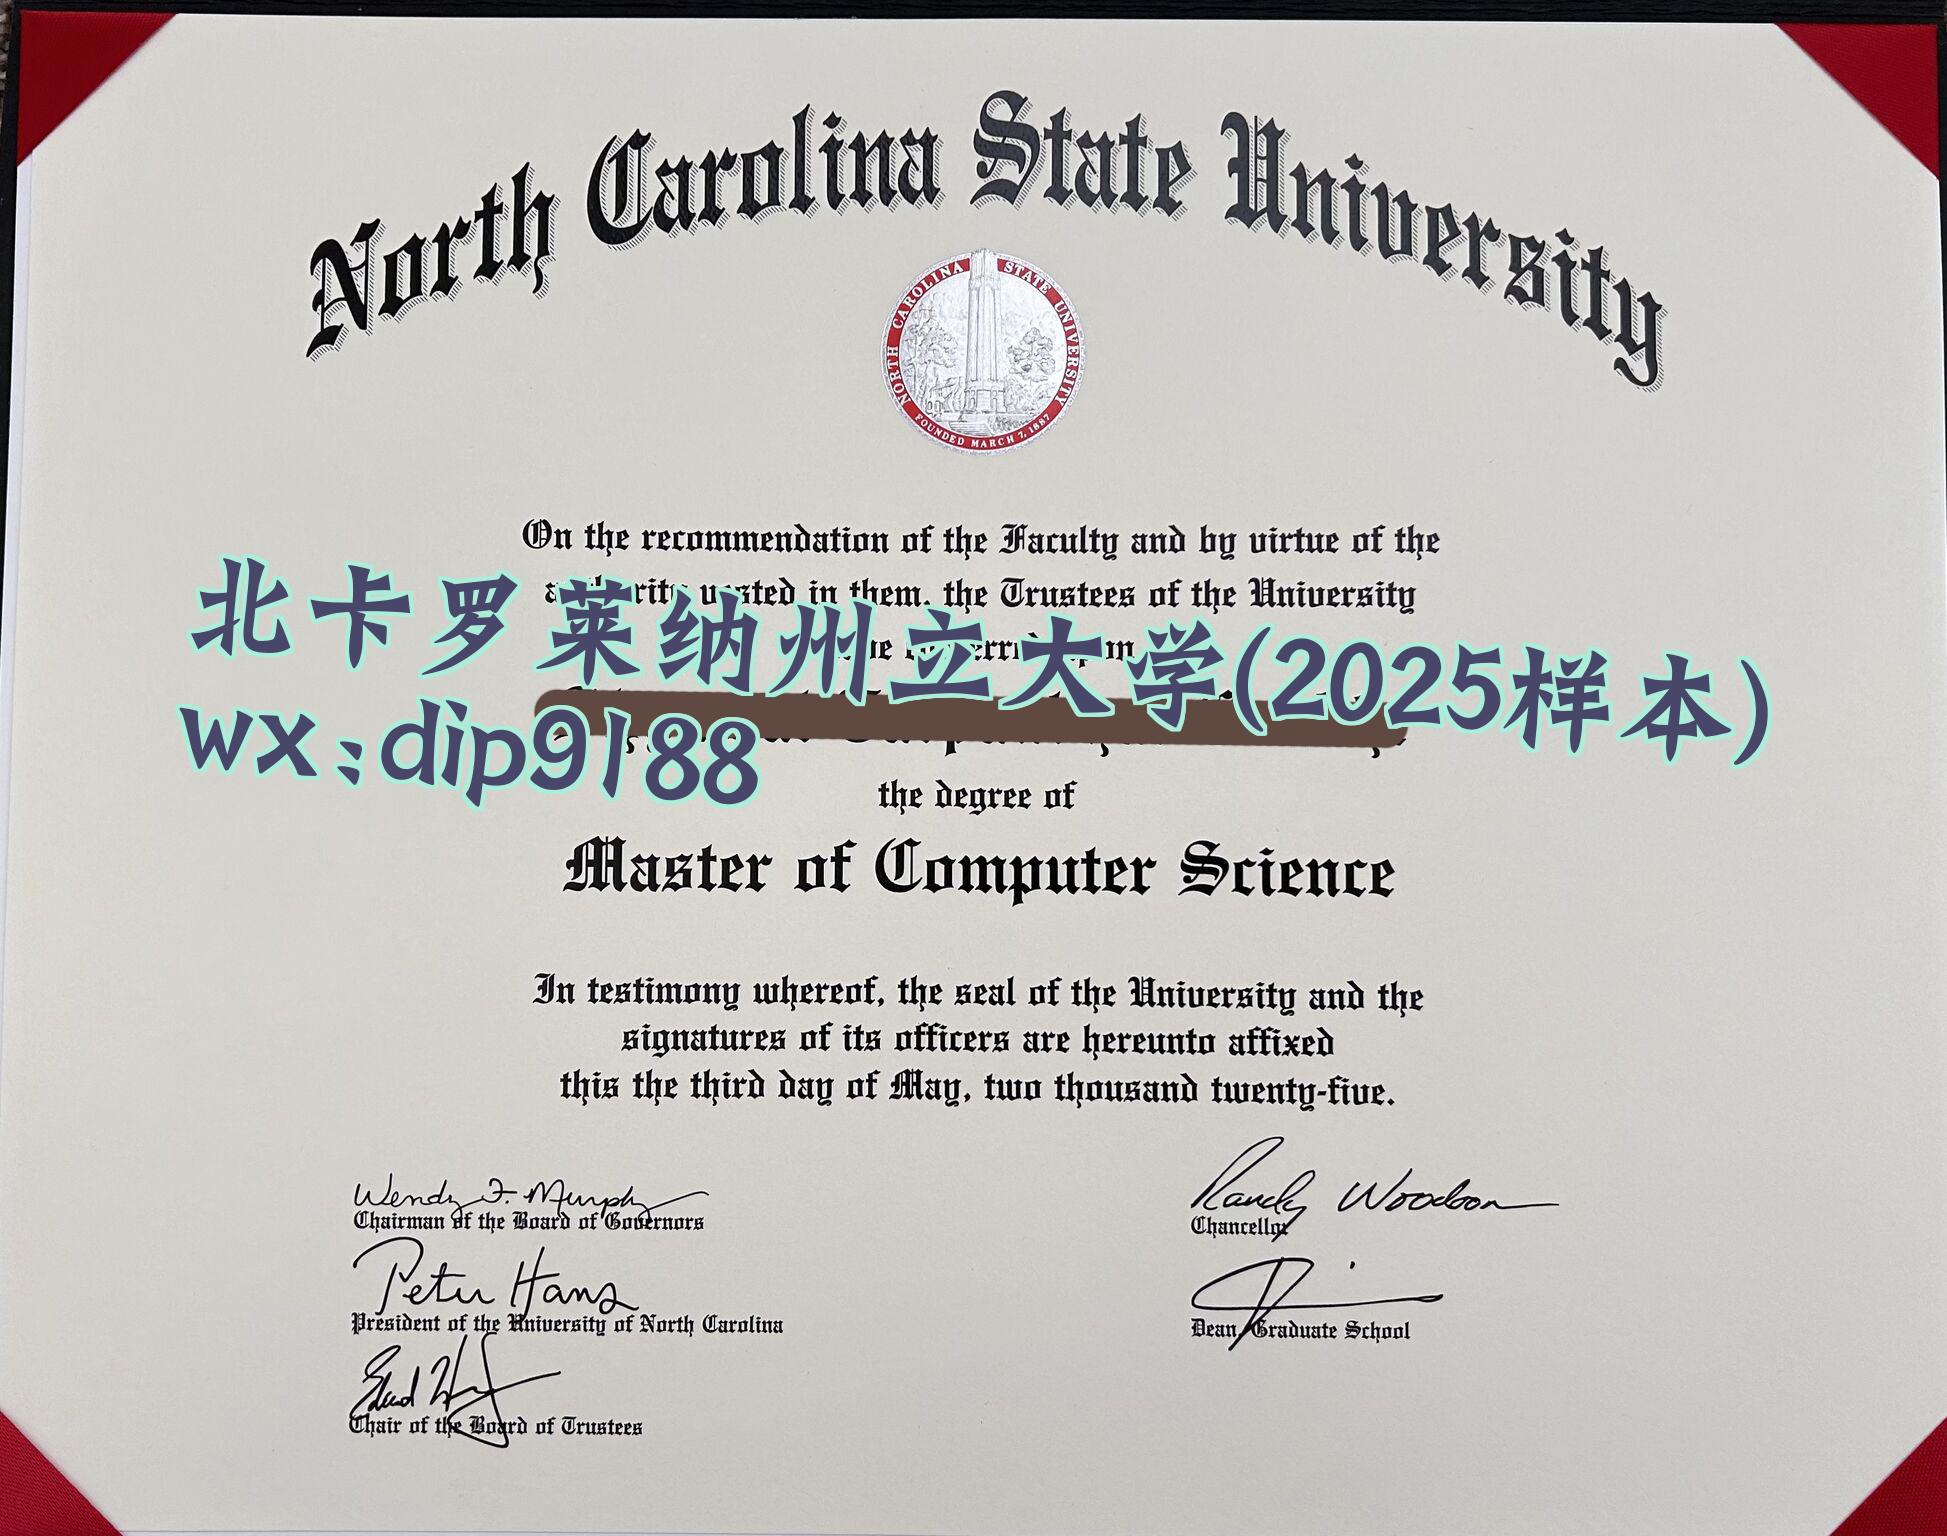 North Carolina State University
NORTH CAROLINA STATE UNIVERSITY
FOUNDED MARCH 7, 1887
On the recommendation of the Faculty and by virtue of the
vested in them, the Trustees of the University
北卡罗莱纳州立大学(2025样本)
wx:dip9188
the degree of
Master of Computer Science
In testimony whereof, the seal of the University and the
signatures of its officers are hereunto affixed
this the third day of May, two thousand twenty-five.
Wendy F. Murphy
Chairman of the Board of Governors
Randy Woodson
Chancellor
Peter Hans
President of the University of North Carolina
Dean, Graduate School
Chair of the Board of Trustees